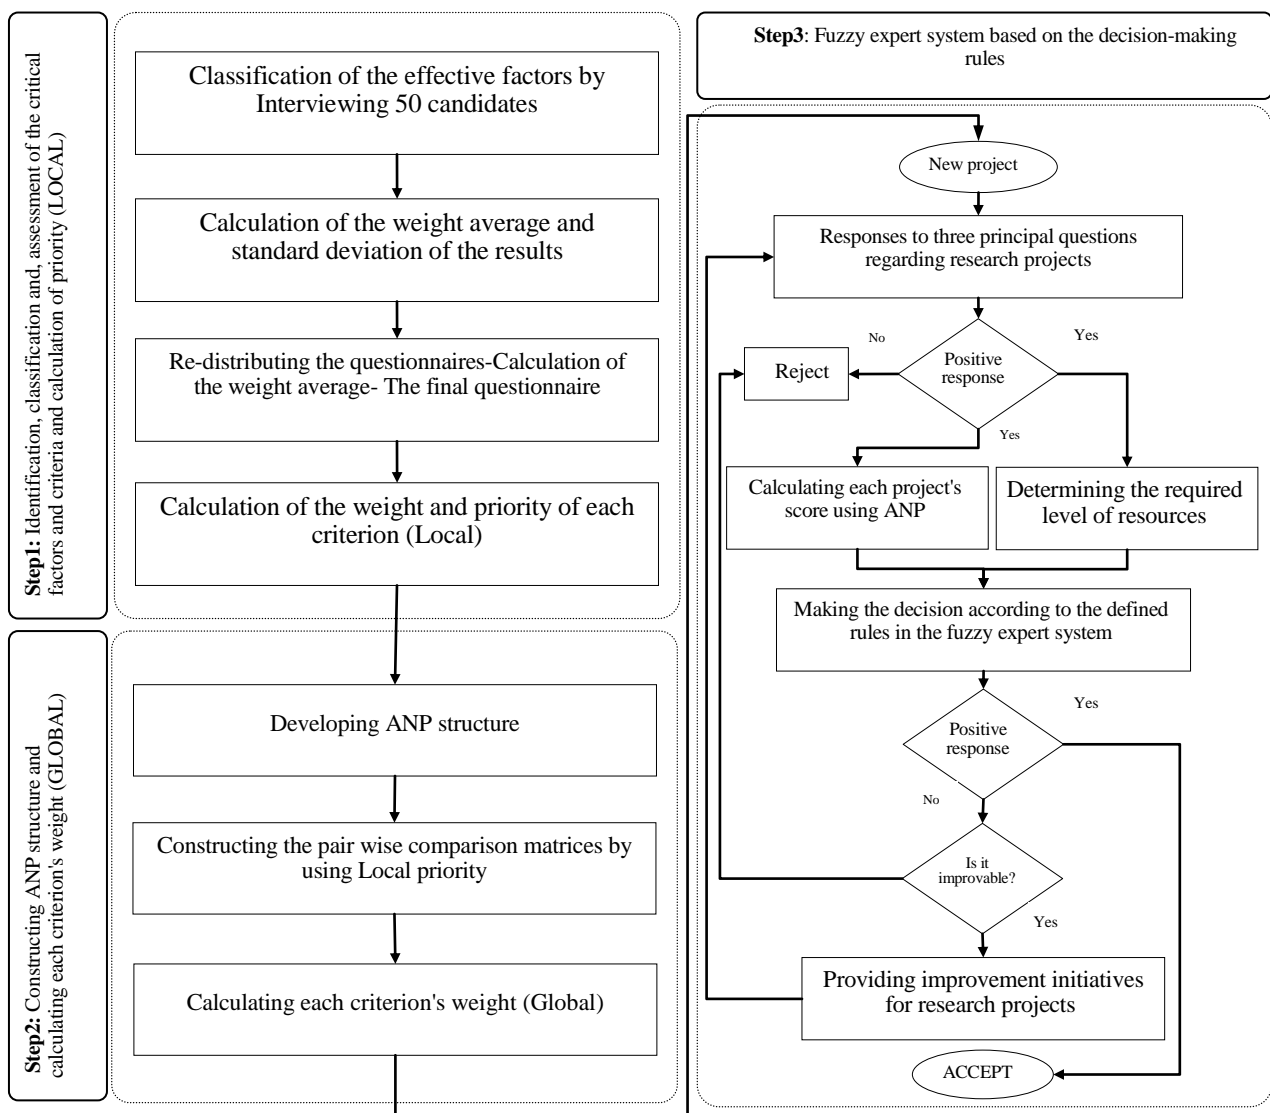 Step1: Identification, classification and, assessment of the critical
factors and criteria and calculation of priority (LOCAL)
Classification of the effective factors by
Interviewing 50 candidates
Calculation of the weight average and
standard deviation of the results
Re-distributing the questionnaires-Calculation of
the weight average- The final questionnaire
Calculation of the weight and priority of each
criterion (Local)
Step2: Constructing ANP structure and
calculating each criterion's weight (GLOBAL)
Developing ANP structure
Constructing the pair wise comparison matrices by
using Local priority
Calculating each criterion's weight (Global)
Step3: Fuzzy expert system based on the decision-making
rules
New project
Responses to three principal questions
regarding research projects
No
Yes
Reject
Positive
response
Yes
Calculating each project's
score using ANP
Determining the required
level of resources
Making the decision according to the defined
rules in the fuzzy expert system
Yes
Positive
response
No
Is it
improvable?
Yes
Providing improvement initiatives
for research projects
ACCEPT